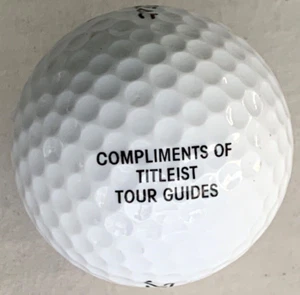 COMPLIMENTS OF
TITLEIST
TOUR GUIDES